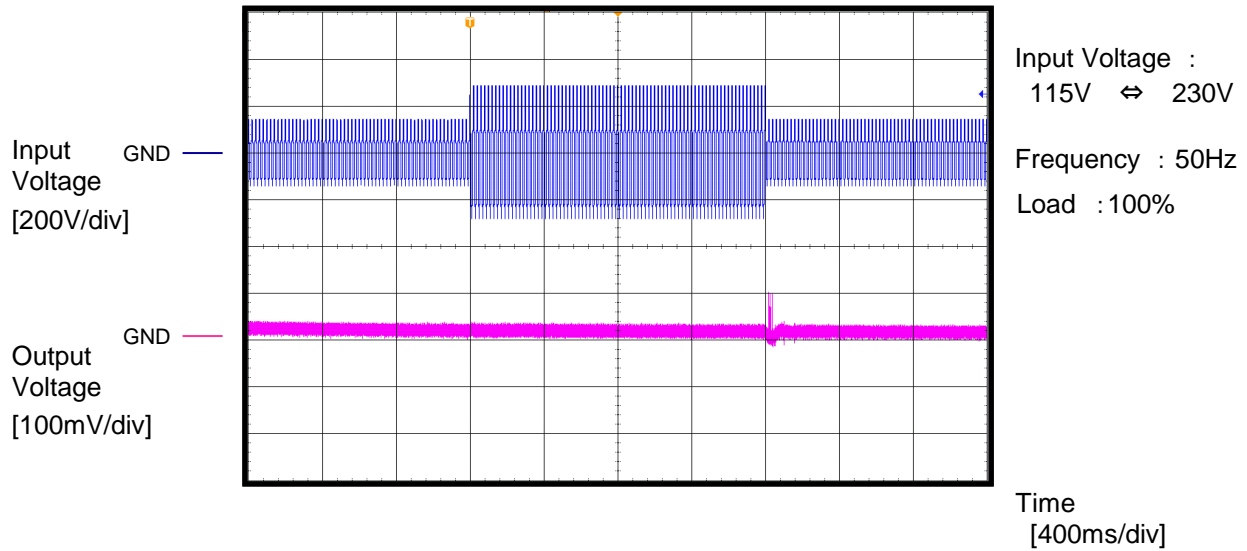 T
Input Voltage :
115V ⇔ 230V
Input
Voltage
[200V/div]
GND
Frequency : 50Hz
Load : 100%
GND
Output
Voltage
[100mV/div]
Time
[400ms/div]